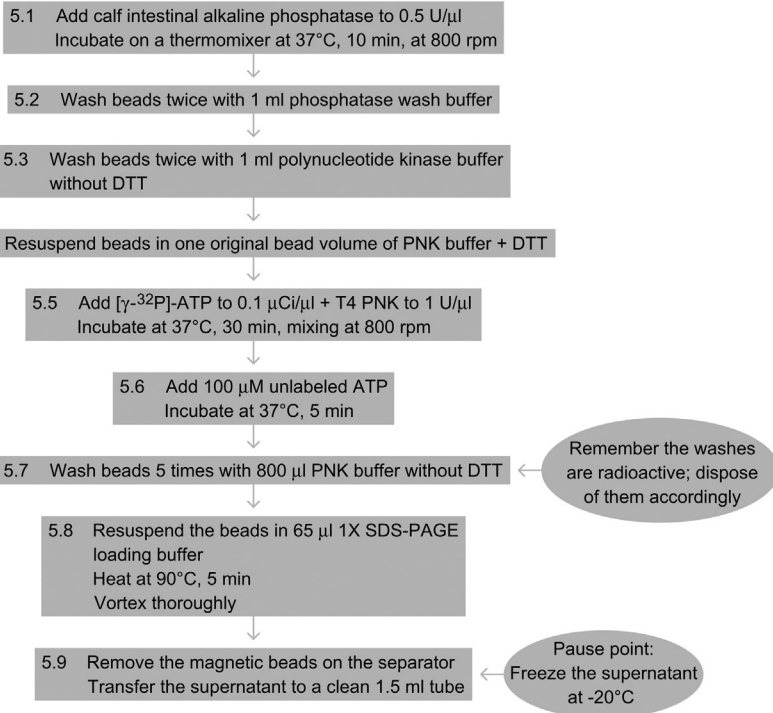 5.1 Add calf intestinal alkaline phosphatase to 0.5 U/μl
Incubate on a thermomixer at 37°C, 10 min, at 800 rpm
5.2 Wash beads twice with 1 ml phosphatase wash buffer
5.3 Wash beads twice with 1 ml polynucleotide kinase buffer
without DTT
Resuspend beads in one original bead volume of PNK buffer + DTT
5.5 Add [γ-³²P]-ATP to 0.1 μCi/μl + T4 PNK to 1 U/μl
Incubate at 37°C, 30 min, mixing at 800 rpm
5.6 Add 100 μM unlabeled ATP
Incubate at 37°C, 5 min
5.7 Wash beads 5 times with 800 μl PNK buffer without DTT
Remember the washes
are radioactive; dispose
of them accordingly
5.8 Resuspend the beads in 65 μl 1X SDS-PAGE
loading buffer
Heat at 90°C, 5 min
Vortex thoroughly
5.9 Remove the magnetic beads on the separator
Transfer the supernatant to a clean 1.5 ml tube
Pause point:
Freeze the supernatant
at -20°C